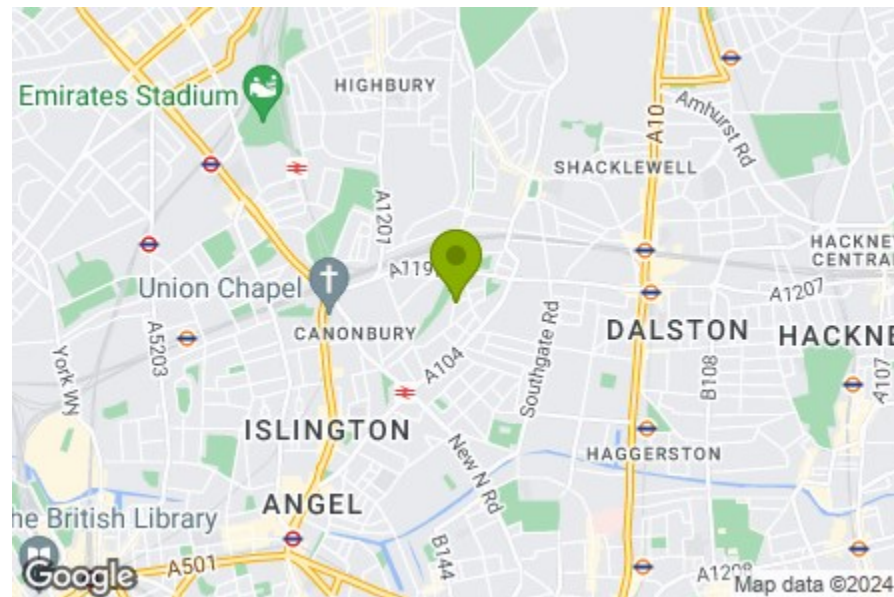 HIGHBURY
Emirates Stadium
A10
Amhurst Rd
SHACKLEWELL
A1201
HACKNEY
CENTRAL
A119
Union Chapel
A1207
A5203
CANONBURY
Southgate Rd
DALSTON
HACKNE
York Wy
A104
B108
A107
ISLINGTON
New N Rd
HAGGERSTON
ANGEL
he British Library
B144
A501
A1208
Google
Map data ©2024